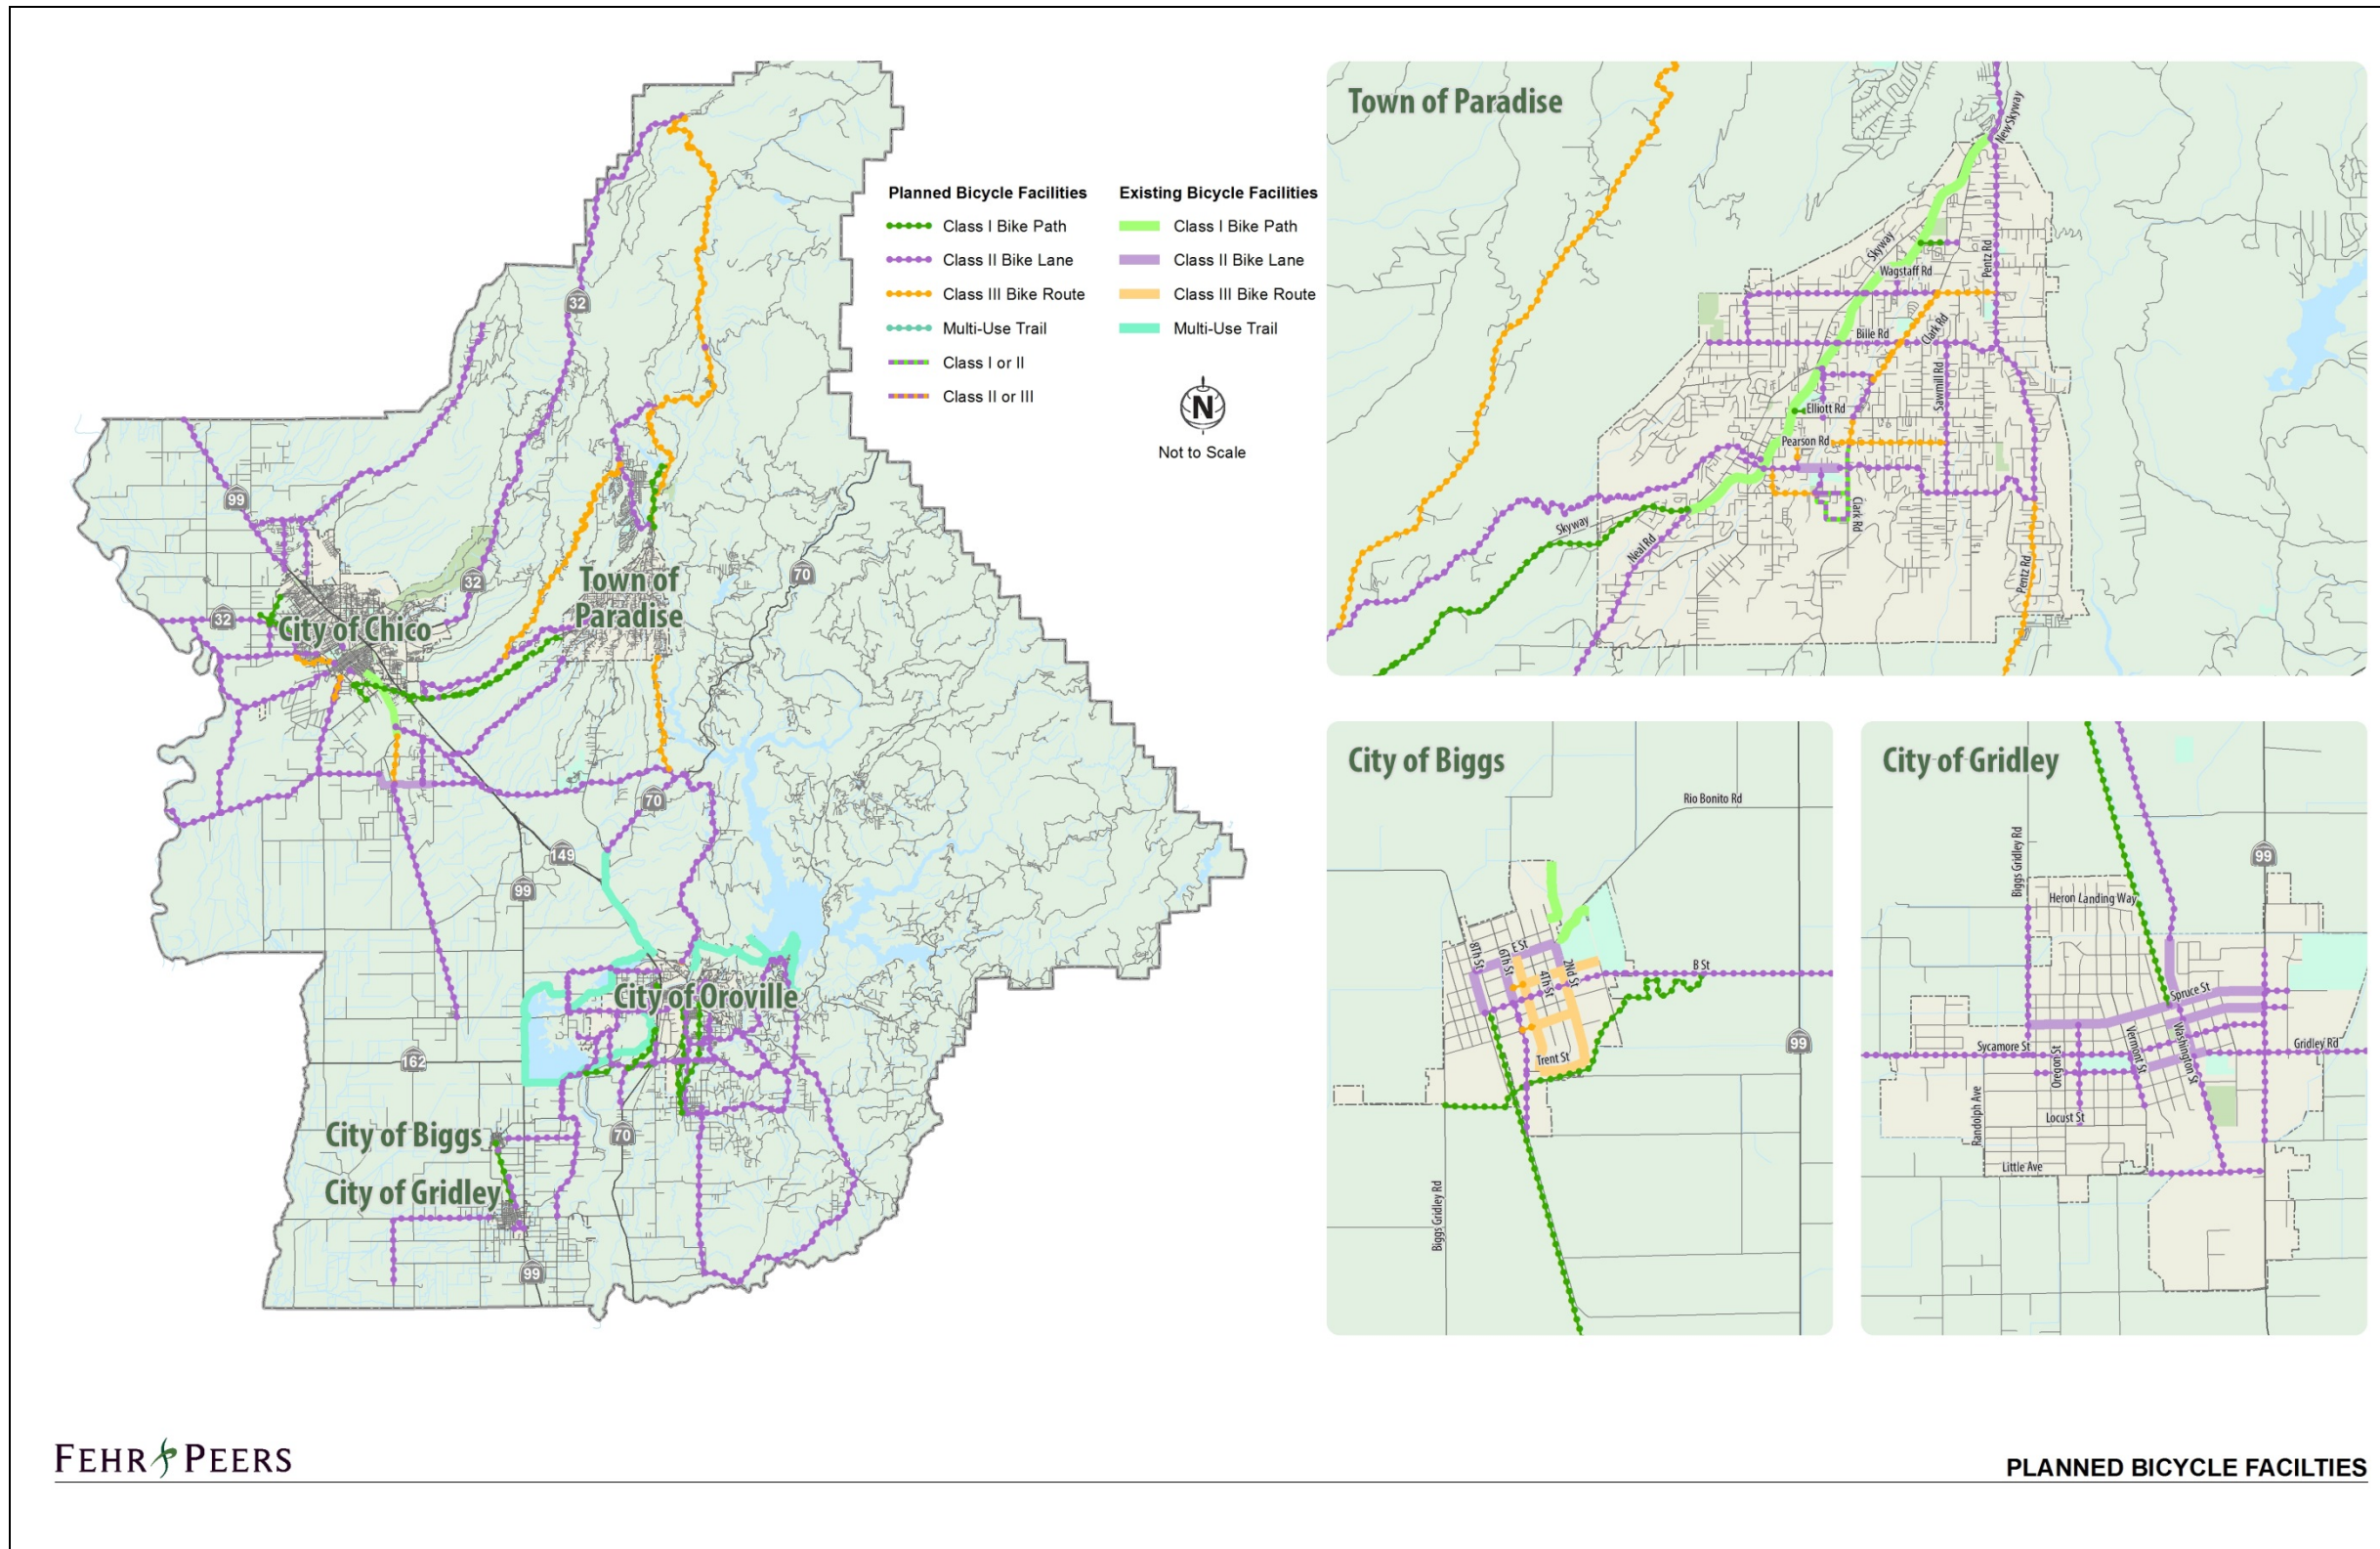 Planned Bicycle Facilities
Class I Bike Path
Class II Bike Lane
Class III Bike Route
Multi-Use Trail
Class I or II
Class II or III
Existing Bicycle Facilities
Class I Bike Path
Class II Bike Lane
Class III Bike Route
Multi-Use Trail
N
Not to Scale
32
99
32
32
70
Town of
Paradise
City of Chico
70
149
99
City of Oroville
162
City of Biggs
70
City of Gridley
99
Town of Paradise
New Skyway
Skyway
Pentz Rd
Wagstaff Rd
Bille Rd
Clark Rd
Sawmill Rd
Elliott Rd
Pearson Rd
Clark Rd
Skyway
Neal Rd
Pentz Rd
City of Biggs
Rio Bonito Rd
8Th St
6Th St
E St
4Th St
2Nd St
B St
Trent St
99
Biggs Gridley Rd
City of Gridley
Biggs Gridley Rd
99
Heron Landing Way
Spruce St
Sycamore St
Oregon St
Vermont St
Washington St
Gridley Rd
Randolph Ave
Locust St
Little Ave
FEHR PEERS
PLANNED BICYCLE FACILTIES